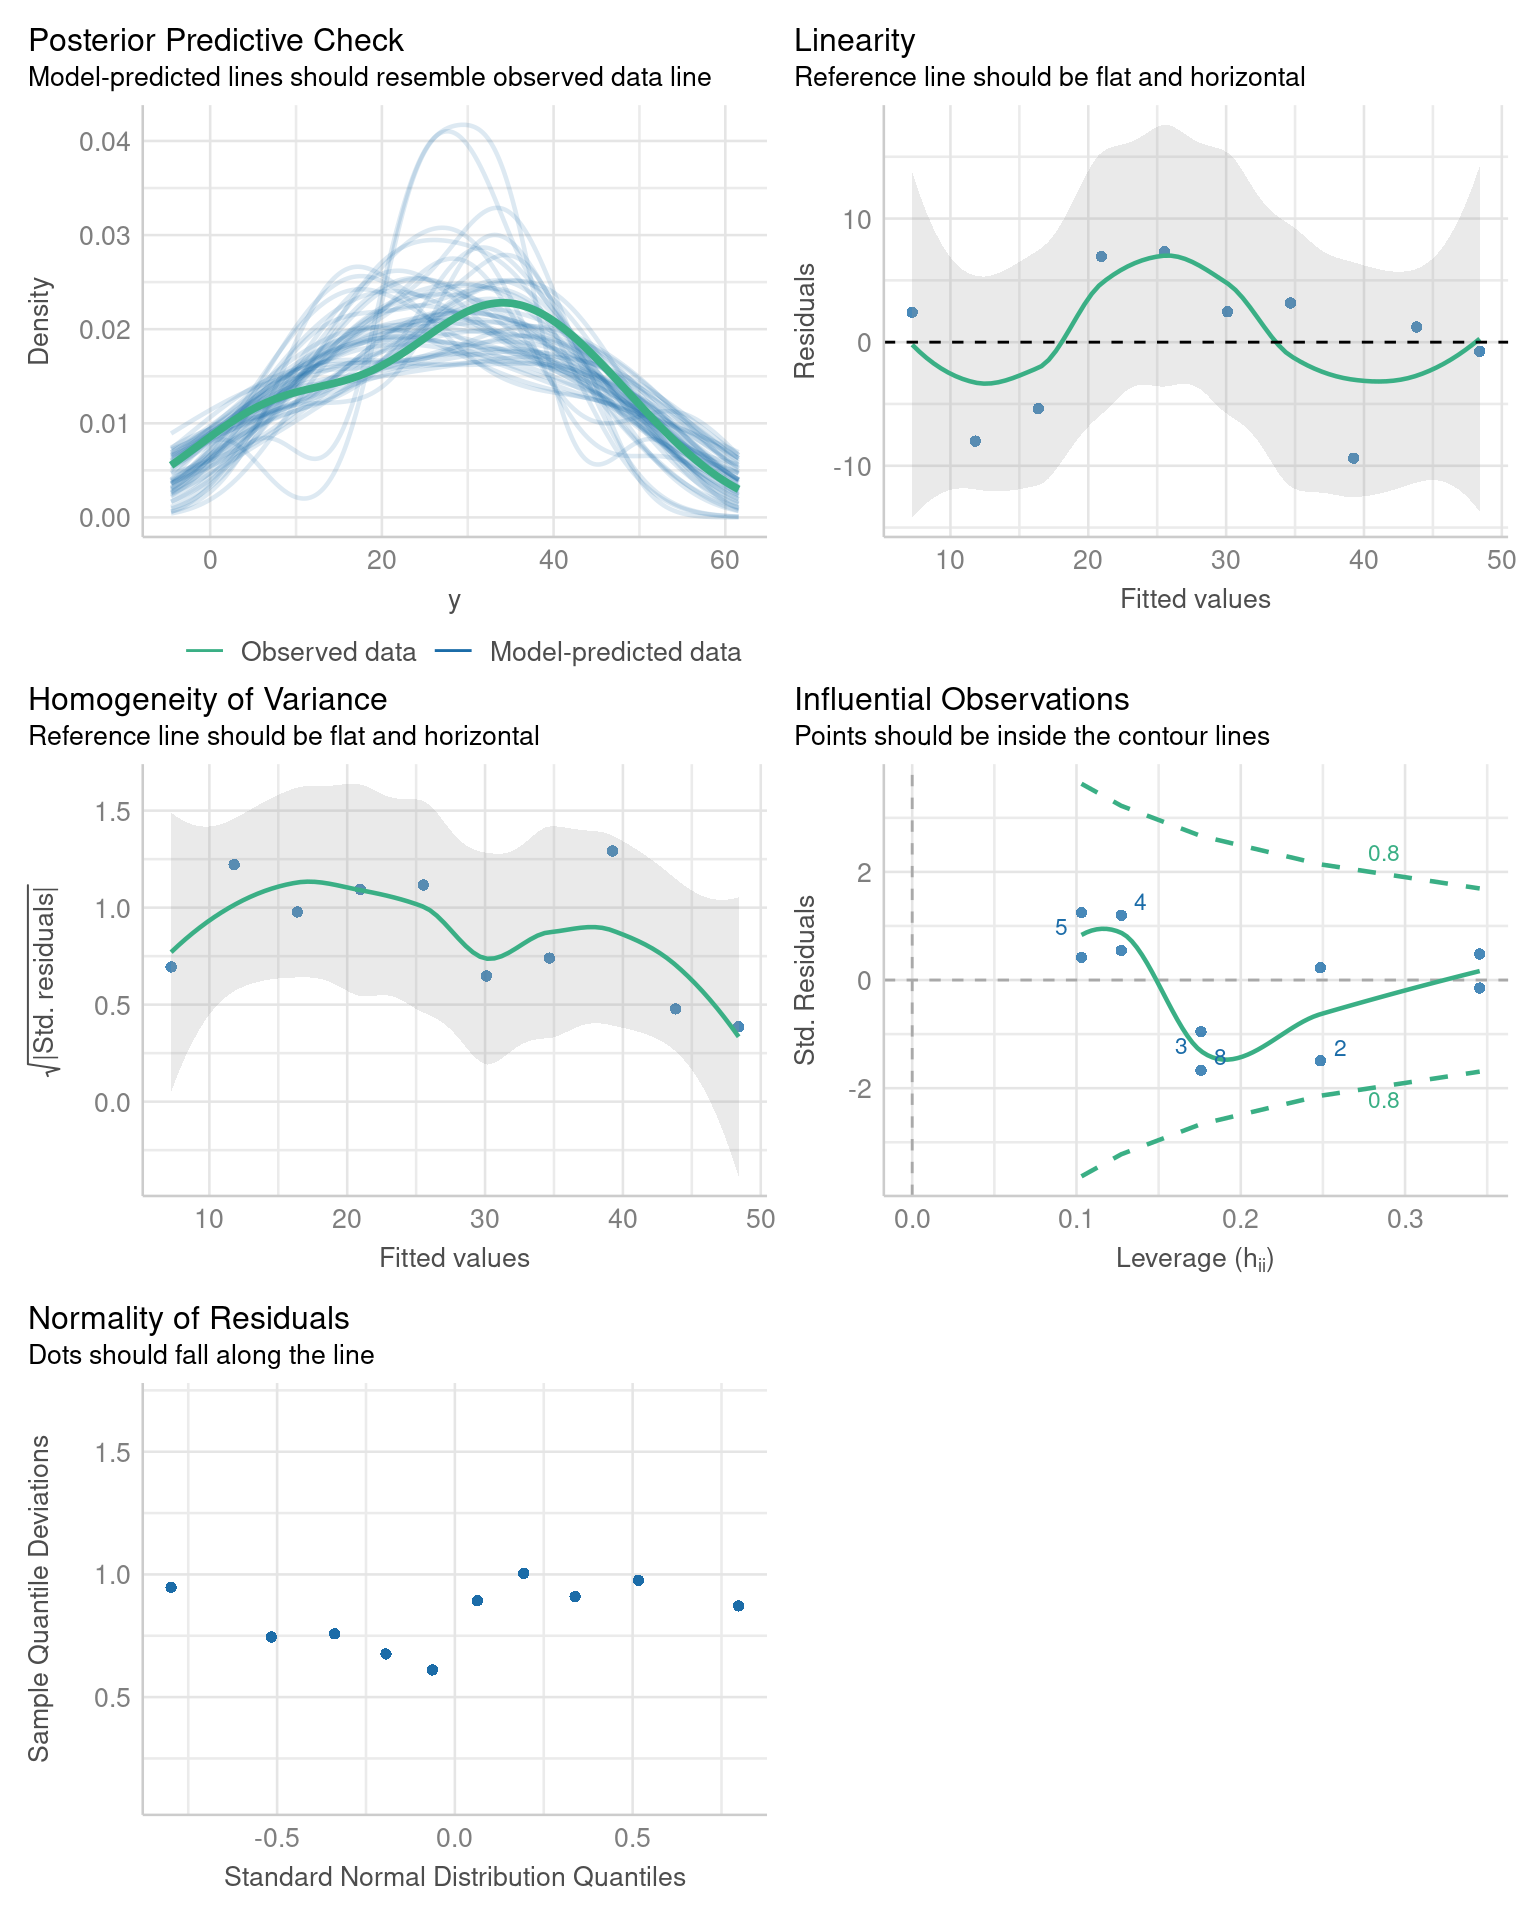 Posterior Predictive Check
Model-predicted lines should resemble observed data line
0.04
0.03
0.02
0.01
0.00
Density
0 20 40 60
y
Observed data Model-predicted data
Linearity
Reference line should be flat and horizontal
10
0
-10
Residuals
10 20 30 40 50
Fitted values
Homogeneity of Variance
Reference line should be flat and horizontal
1.5
1.0
0.5
0.0
√|Std. residuals|
10 20 30 40 50
Fitted values
Influential Observations
Points should be inside the contour lines
2
0
-2
Std. Residuals
0.8
4
5
3
8
2
0.8
0.0 0.1 0.2 0.3
Leverage (hii)
Normality of Residuals
Dots should fall along the line
1.5
1.0
0.5
Sample Quantile Deviations
-0.5 0.0 0.5
Standard Normal Distribution Quantiles